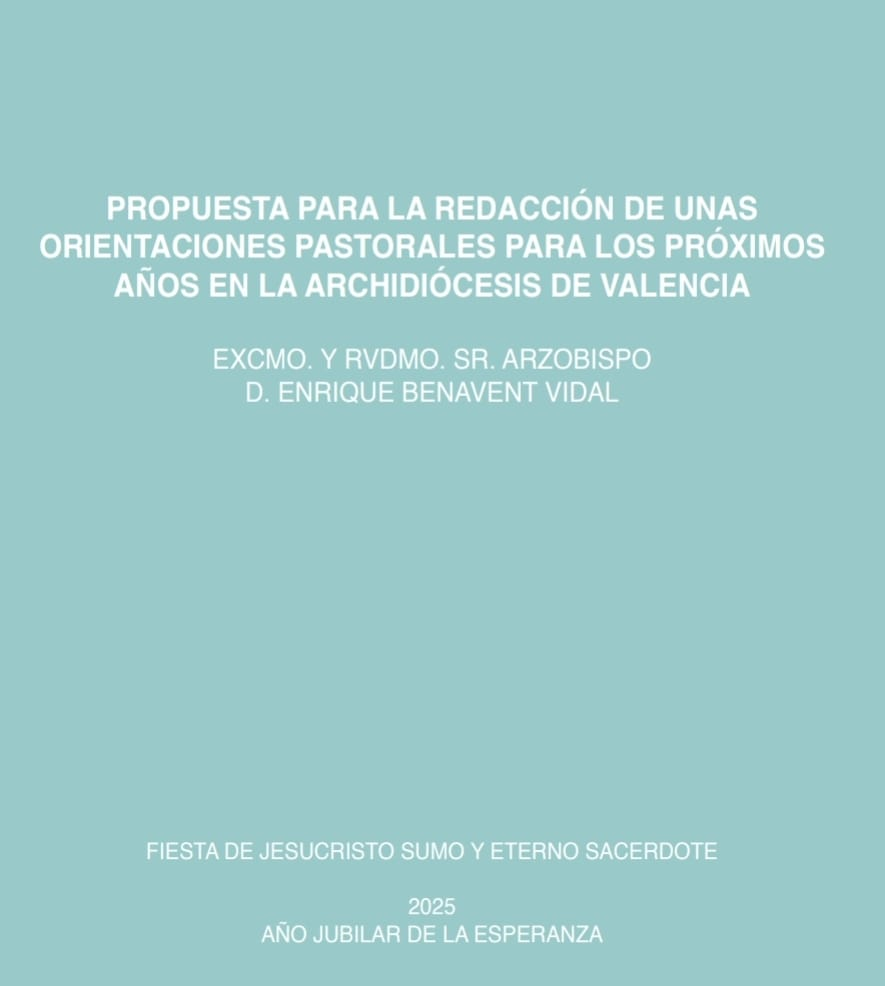 PROPUESTA PARA LA REDACCIÓN DE UNAS
ORIENTACIONES PASTORALES PARA LOS PRÓXIMOS
AÑOS EN LA ARCHIDIÓCESIS DE VALENCIA
EXCMO. Y RVDMO. SR. ARZOBISPO
D. ENRIQUE BENAVENT VIDAL
FIESTA DE JESUCRISTO SUMO Y ETERNO SACERDOTE
2025
AÑO JUBILAR DE LA ESPERANZA